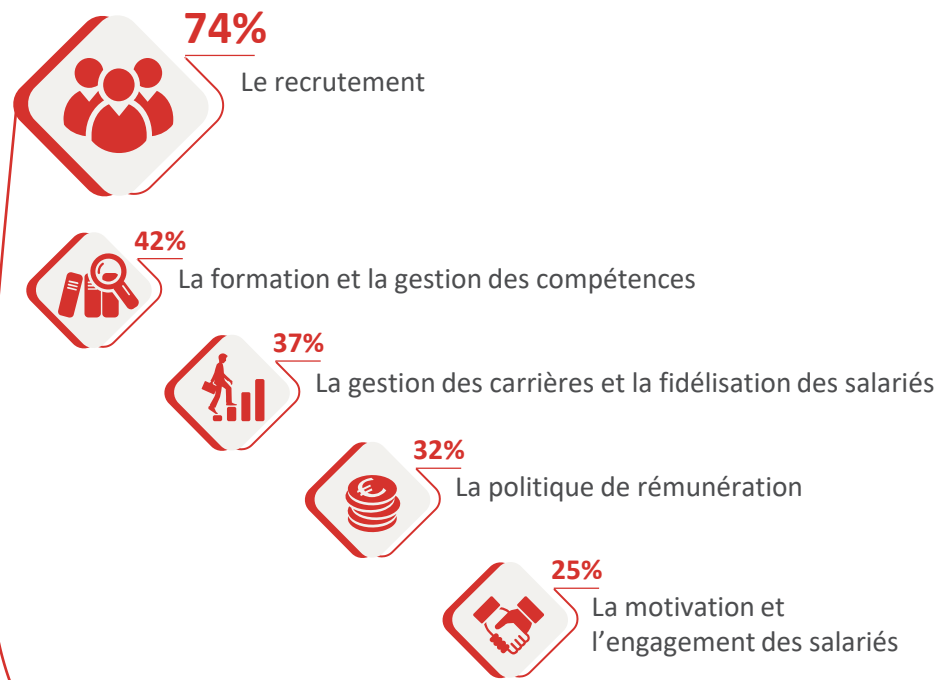 74%
Le recrutement
42%
La formation et la gestion des compétences
37%
La gestion des carrières et la fidélisation des salariés
32%
La politique de rémunération
25%
La motivation et
l’engagement des salariés